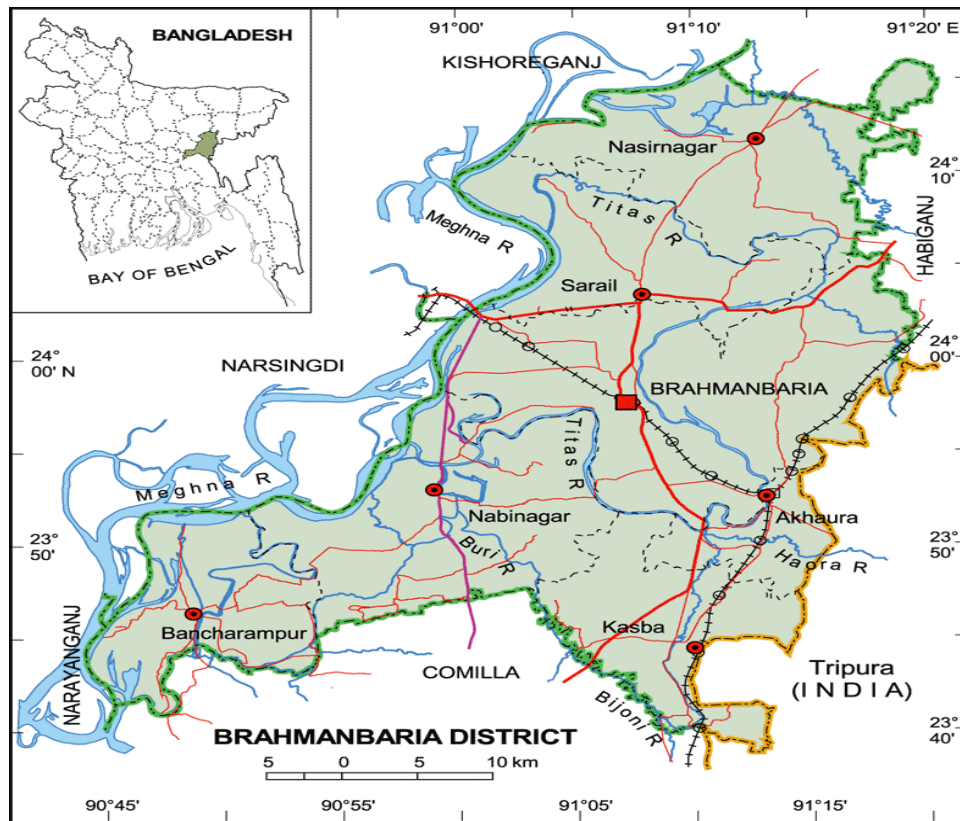 BANGLADESH
BAY OF BENGAL
91°00'
91°10'
91°20' E
KISHOREGANJ
Nasirnagar
24°
10'
Titas R
Meghna R
HABIGANJ
Sarail
24°
00' N
24°
00'
NARSINGDI
BRAHMANBARIA
Titas R
Meghna R
Nabinagar
Akhaura
23°
50'
23°
50'
Buri R
Haora R
Bancharampur
Kasba
NARAYANGANJ
COMILLA
Tripura
(INDIA)
Bijoni R
23°
40'
BRAHMANBARIA DISTRICT
5 0 5 10 km
90°45'
90°55'
91°05'
91°15'